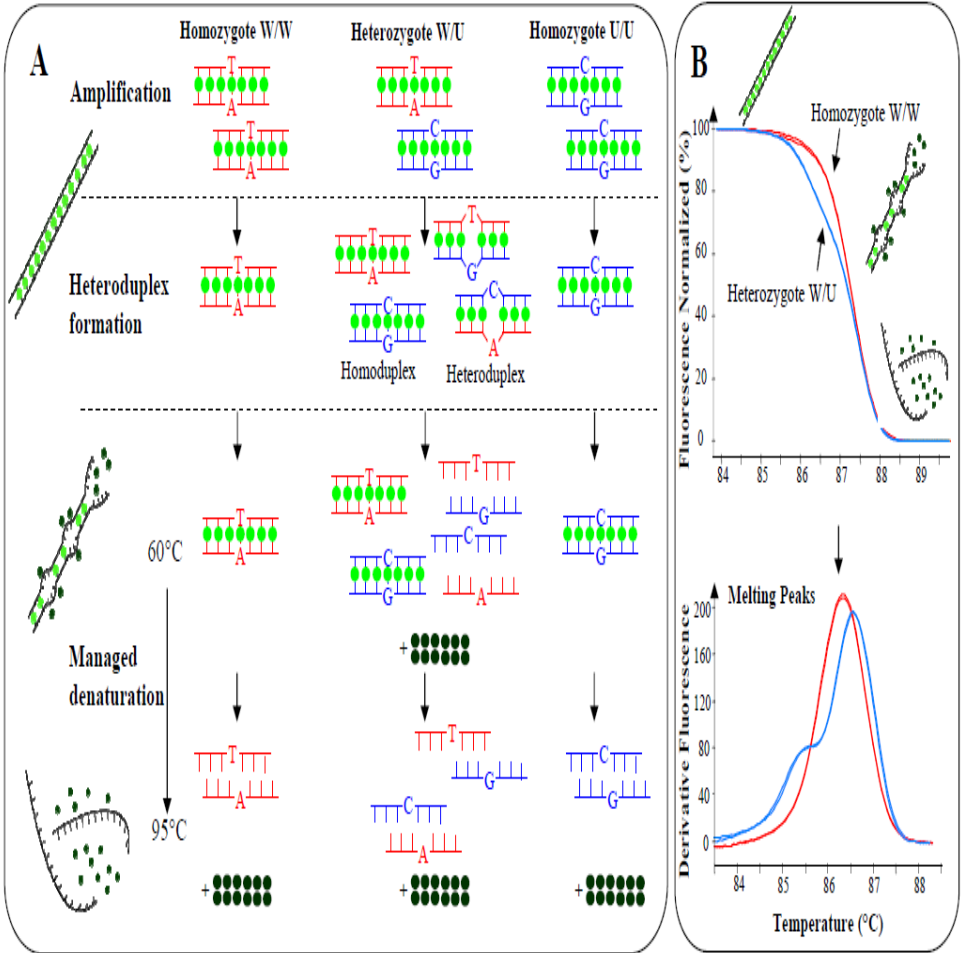 A
Homozygote W/W
Heterozygote W/U
Homozygote U/U
Amplification
T
A
T
A
T
A
C
G
C
G
C
G
Heteroduplex
formation
T
A
T
A
C
G
T
G
C
A
Homoduplex
Heteroduplex
C
G
60°C
T
A
T
A
C
G
T
G
C
A
+
C
G
Managed
denaturation
95°C
T
A
+
T
G
C
A
+
C
G
+
B
Fluorescence Normalized (%)
100
80
60
40
20
0
84 85 86 87 88 89
Homozygote W/W
Heterozygote W/U
Melting Peaks
Derivative Fluorescence
200
160
120
80
40
0
84 85 86 87 88
Temperature (°C)